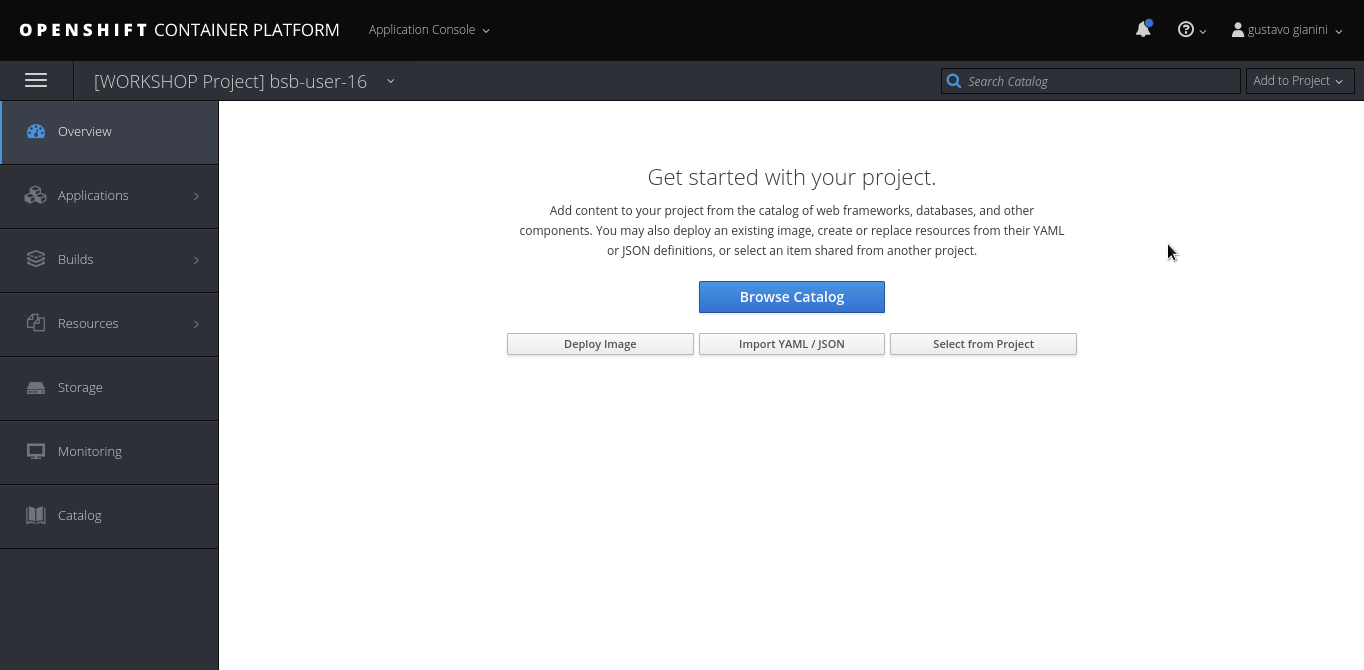 OPENSHIFT CONTAINER PLATFORM
Application Console
gustavo gianini
[WORKSHOP Project] bsb-user-16
Search Catalog
Add to Project
Overview
Applications
Builds
Resources
Storage
Monitoring
Catalog
Get started with your project.
Add content to your project from the catalog of web frameworks, databases, and other
components. You may also deploy an existing image, create or replace resources from their YAML
or JSON definitions, or select an item shared from another project.
Browse Catalog
Deploy Image
Import YAML / JSON
Select from Project